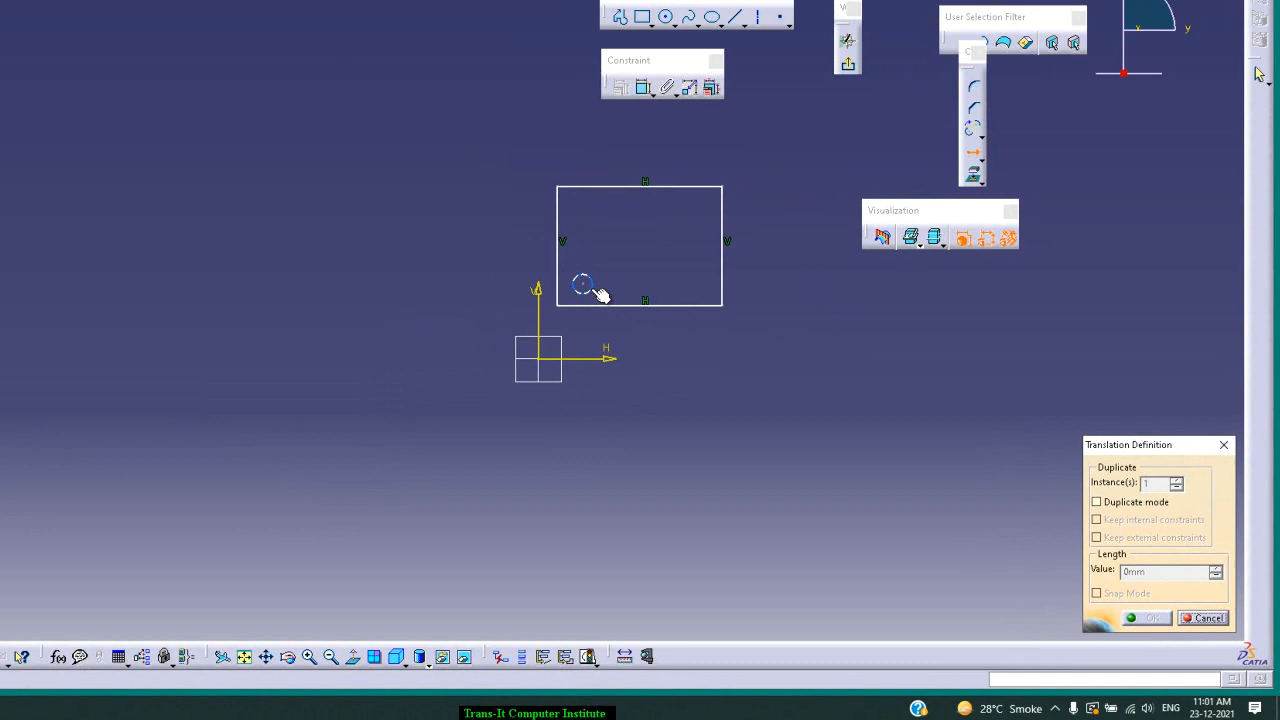 User Selection Filter
Constraint
Visualization
y
y
H
V
V
H
V
H
Translation Definition
Duplicate
Instance(s): 1
Duplicate mode
Keep internal constraints
Keep external constraints
Length
Value: 0mm
Snap Mode
OK
Cancel
f(x)
CATIA
28°C Smoke
ENG
11:01 AM
23-12-2021
Trans-It Computer Institute